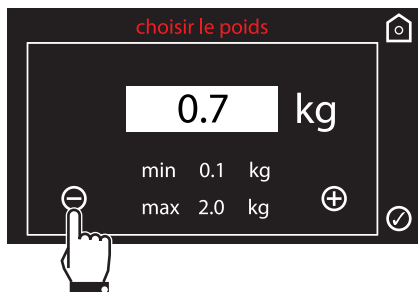 choisir le poids
0.7 kg
min 0.1 kg
max 2.0 kg